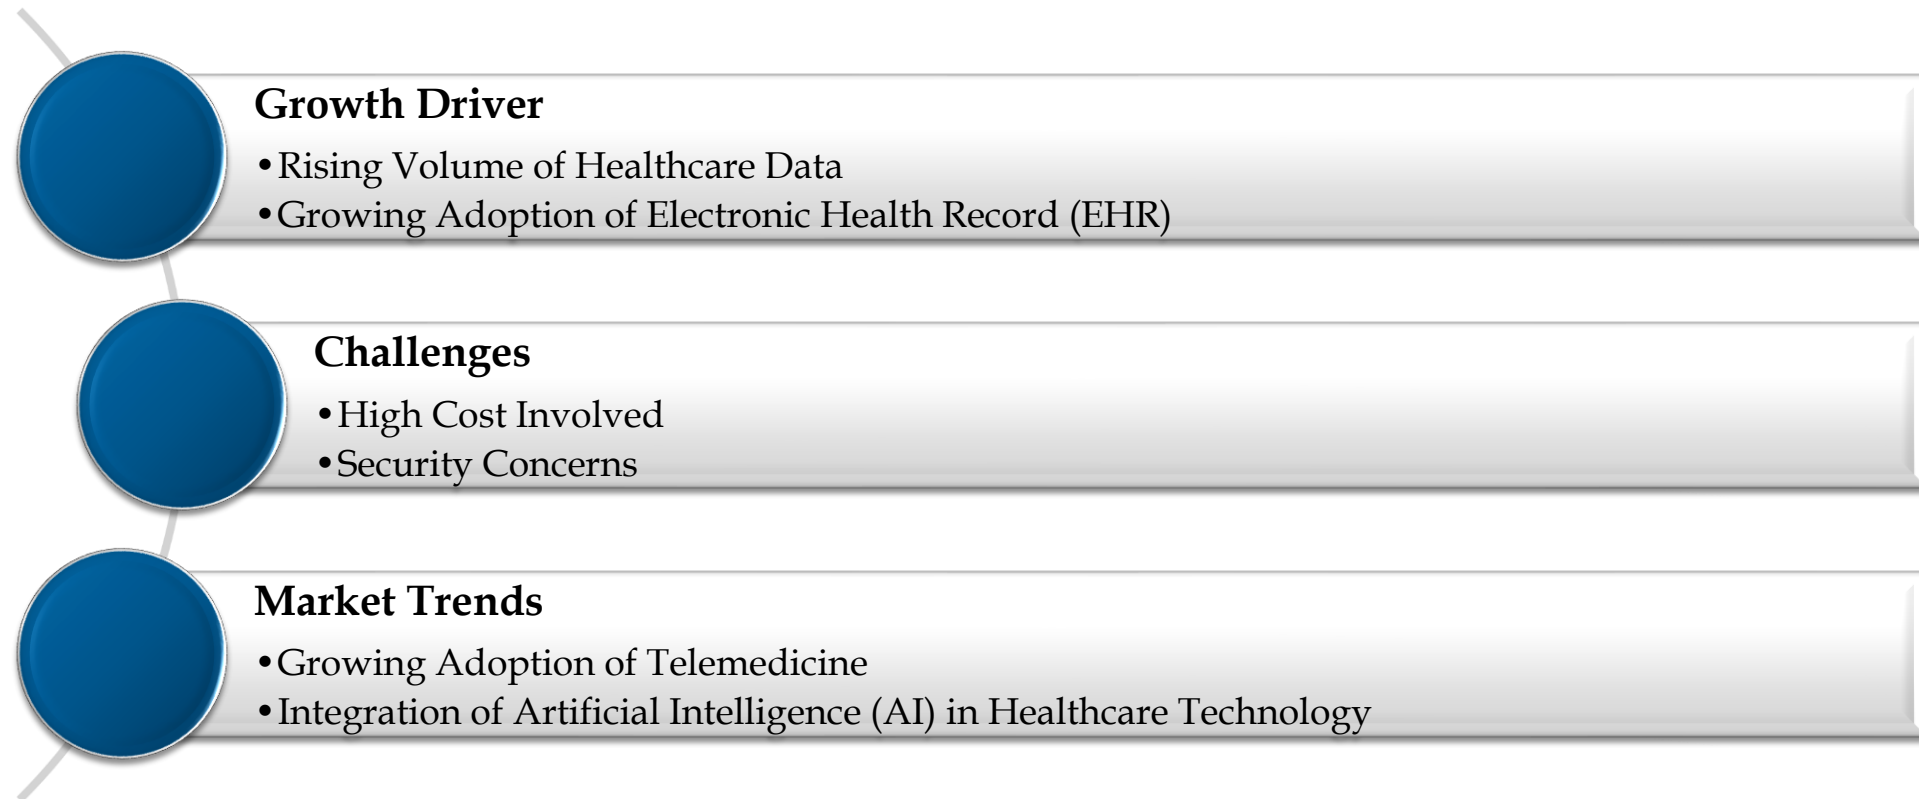 Growth Driver
•Rising Volume of Healthcare Data
•Growing Adoption of Electronic Health Record (EHR)
Challenges
•High Cost Involved
•Security Concerns
Market Trends
•Growing Adoption of Telemedicine
•Integration of Artificial Intelligence (AI) in Healthcare Technology